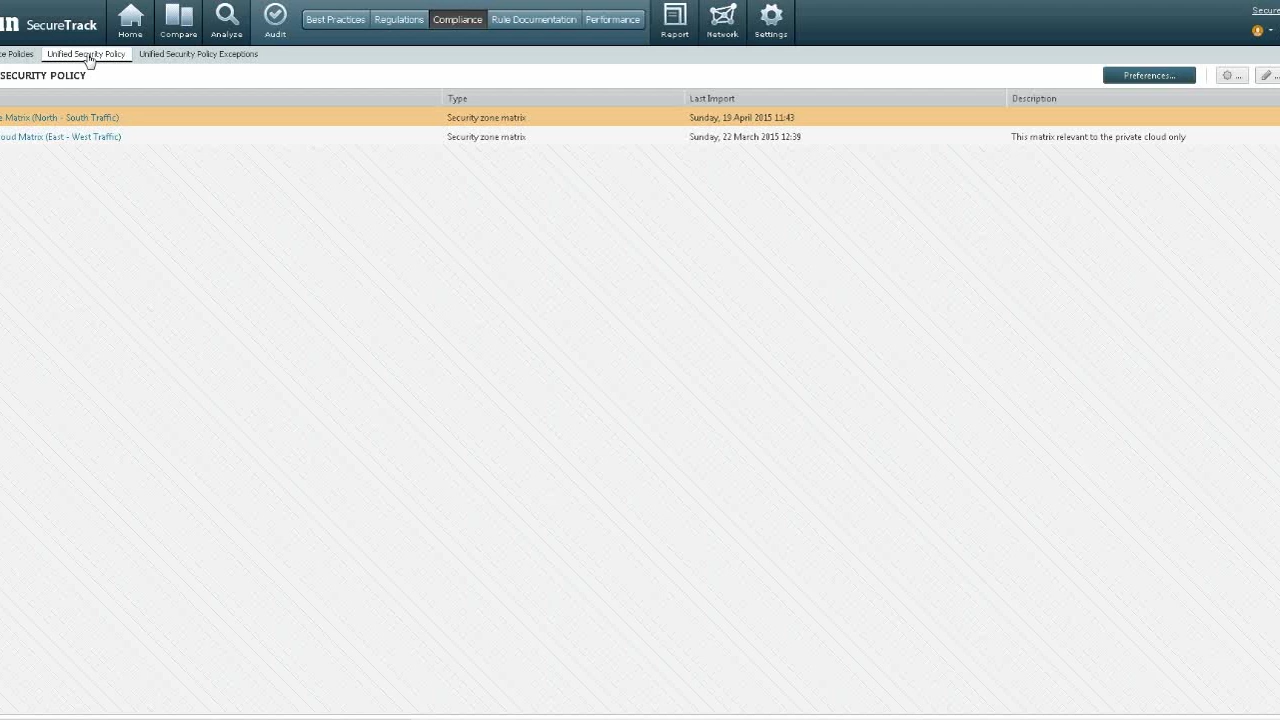 SecureTrack
Home
Compare
Analyze
Audit
Best Practices
Regulations
Compliance
Rule Documentation
Performance
Report
Network
Settings
Secure
Policies
Unified Security Policy
Unified Security Policy Exceptions
SECURITY POLICY
Preferences...
...
...
Type
Last Import
Description
Matrix (North - South Traffic)
Security zone matrix
Sunday, 19 April 2015 11:43
oud Matrix (East - West Traffic)
Security zone matrix
Sunday, 22 March 2015 12:39
This matrix relevant to the private cloud only